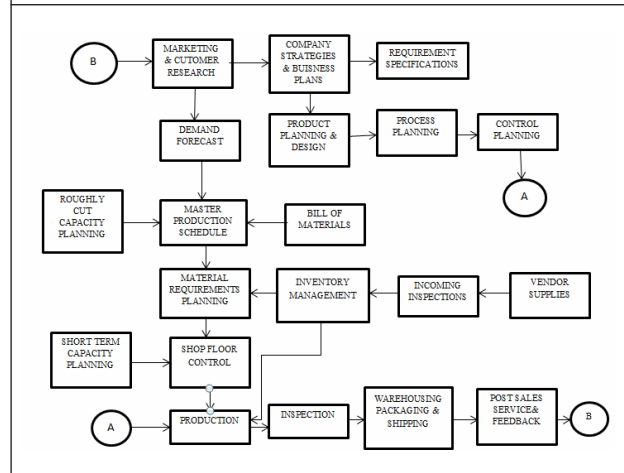 B
MARKETING
& CUTOMER
RESEARCH
COMPANY
STRATEGIES
& BUISNESS
PLANS
REQUIREMENT
SPECIFICATIONS
DEMAND
FORECAST
PRODUCT
PLANNING &
DESIGN
PROCESS
PLANNING
CONTROL
PLANNING
A
ROUGHLY
CUT
CAPACITY
PLANNING
MASTER
PRODUCTION
SCHEDULE
BILL OF
MATERIALS
MATERIAL
REQUIREMENTS
PLANNING
INVENTORY
MANAGEMENT
INCOMING
INSPECTIONS
VENDOR
SUPPLIES
SHORT TERM
CAPACITY
PLANNING
SHOP FLOOR
CONTROL
A
PRODUCTION
INSPECTION
WAREHOUSING
PACKAGING &
SHIPPING
POST SALES
SERVICE&
FEEDBACK
B